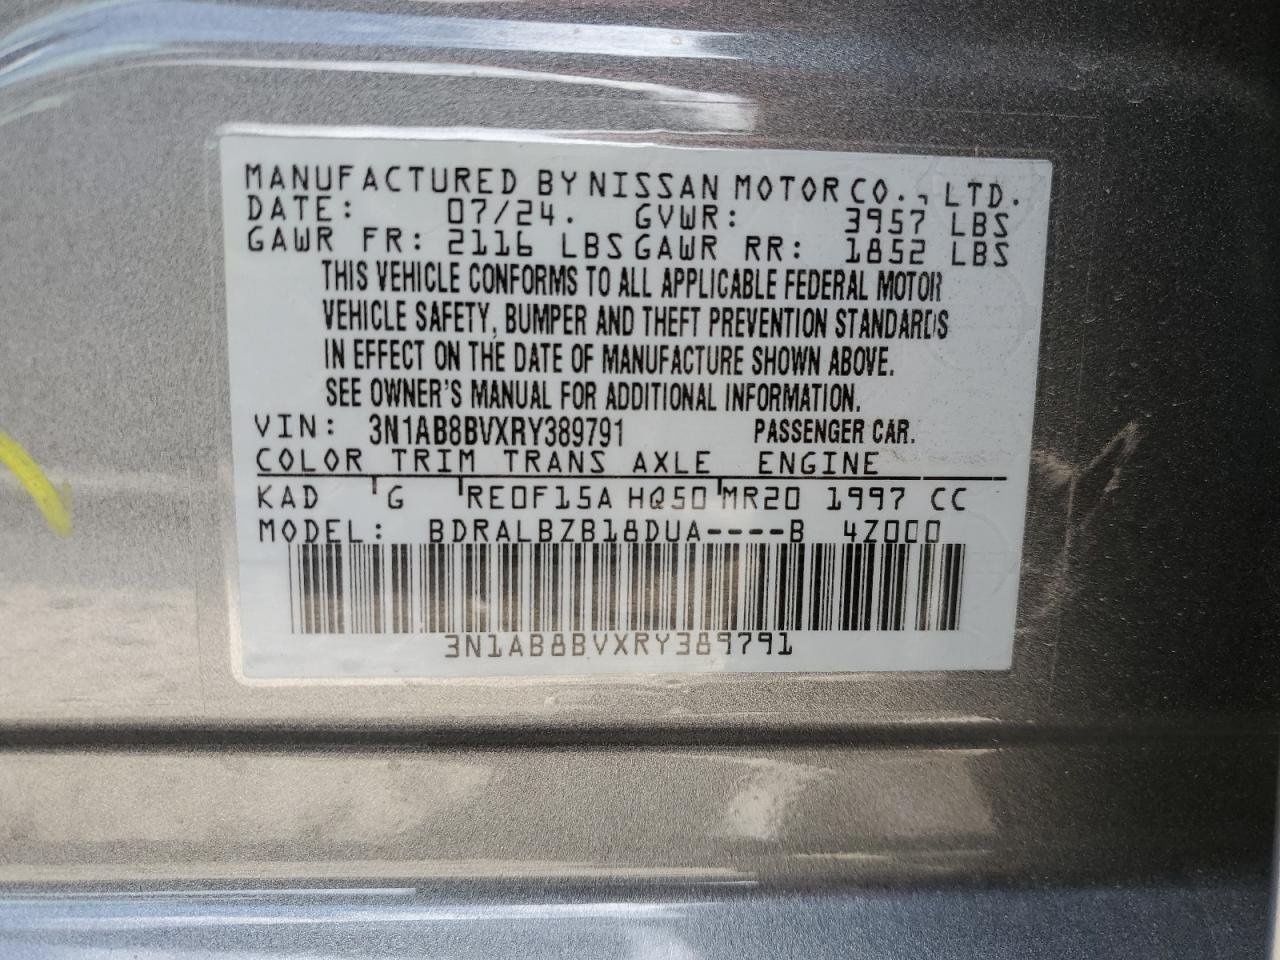 MANUFACTURED BY NISSAN MOTOR CO., LTD.
DATE: 07/24. GVWR: 3957 LBS
GAWR FR: 2116 LBS GAWR RR: 1852 LBS
THIS VEHICLE CONFORMS TO ALL APPLICABLE FEDERAL MOTOR
VEHICLE SAFETY, BUMPER AND THEFT PREVENTION STANDARDS
IN EFFECT ON THE DATE OF MANUFACTURE SHOWN ABOVE.
SEE OWNER'S MANUAL FOR ADDITIONAL INFORMATION.
VIN: 3N1AB8BVXRY389791 PASSENGER CAR.
COLOR TRIM TRANS AXLE ENGINE
KAD G RE0F15A HQ50 MR20 1997 CC
MODEL: BDRALBZB18DUA----B 4Z000
3N1AB8BVXRY389791